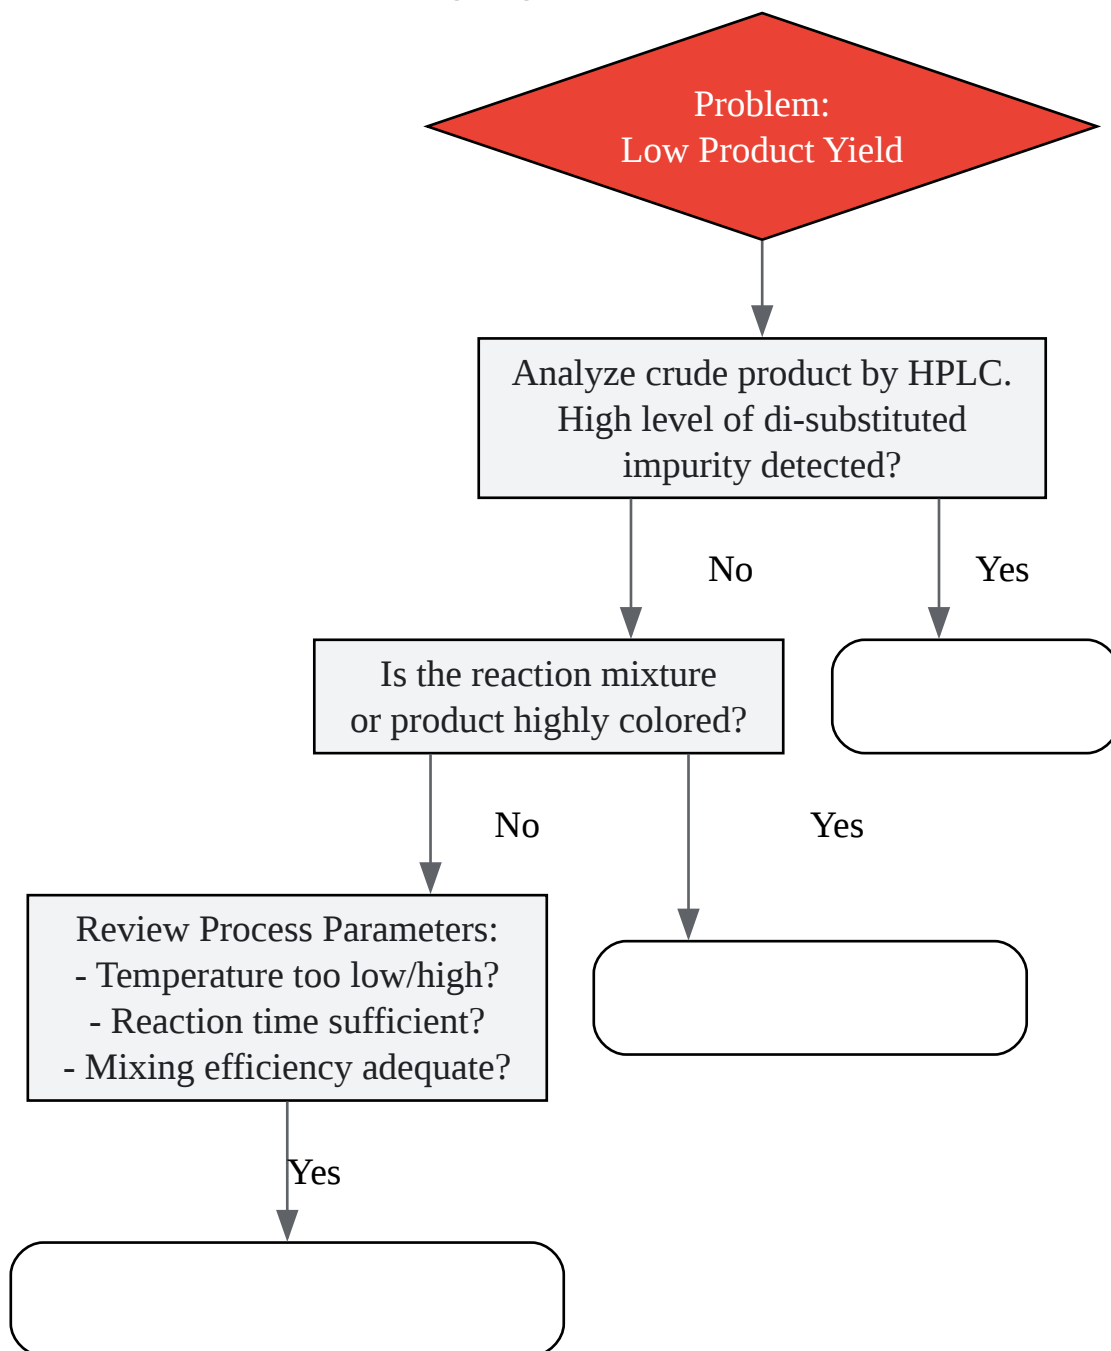 Problem:
Low Product Yield
Analyze crude product by HPLC.
High level of di-substituted
impurity detected?
No
Yes
Is the reaction mixture
or product highly colored?
No
Yes
Review Process Parameters:
- Temperature too low/high?
- Reaction time sufficient?
- Mixing efficiency adequate?
Yes